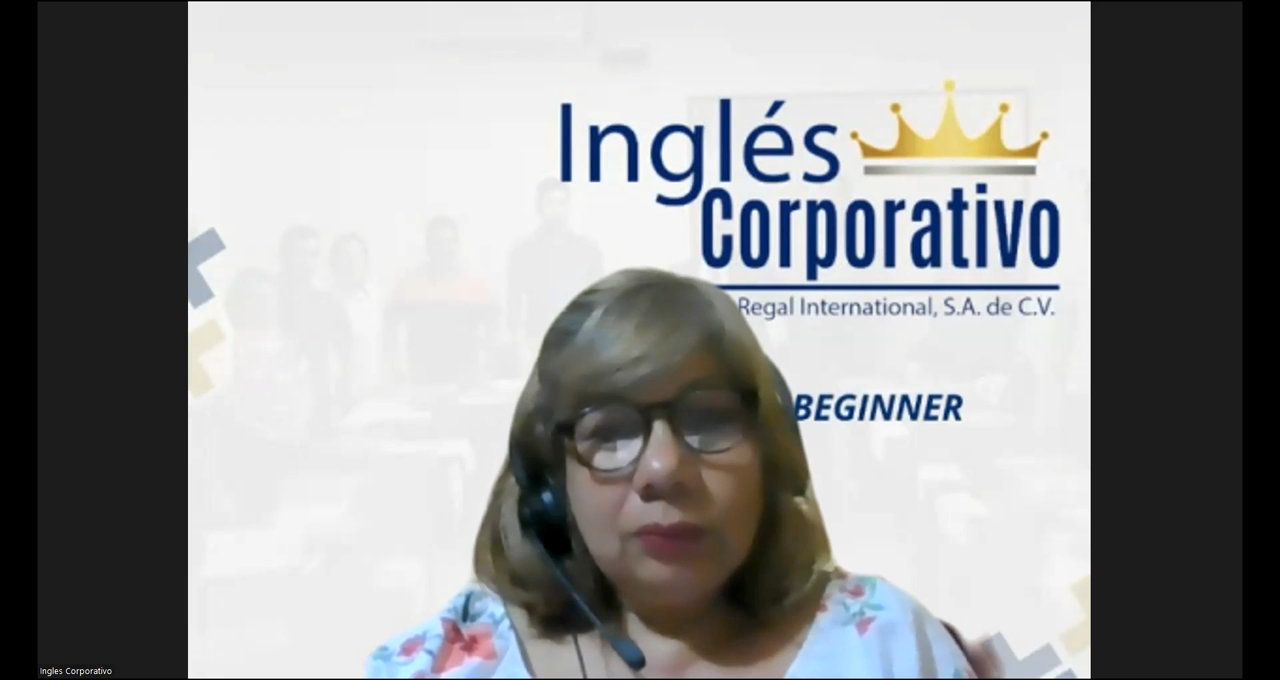 Inglés
Corporativo
Regal International, S.A. de C.V.
BEGINNER
Ingles Corporativo